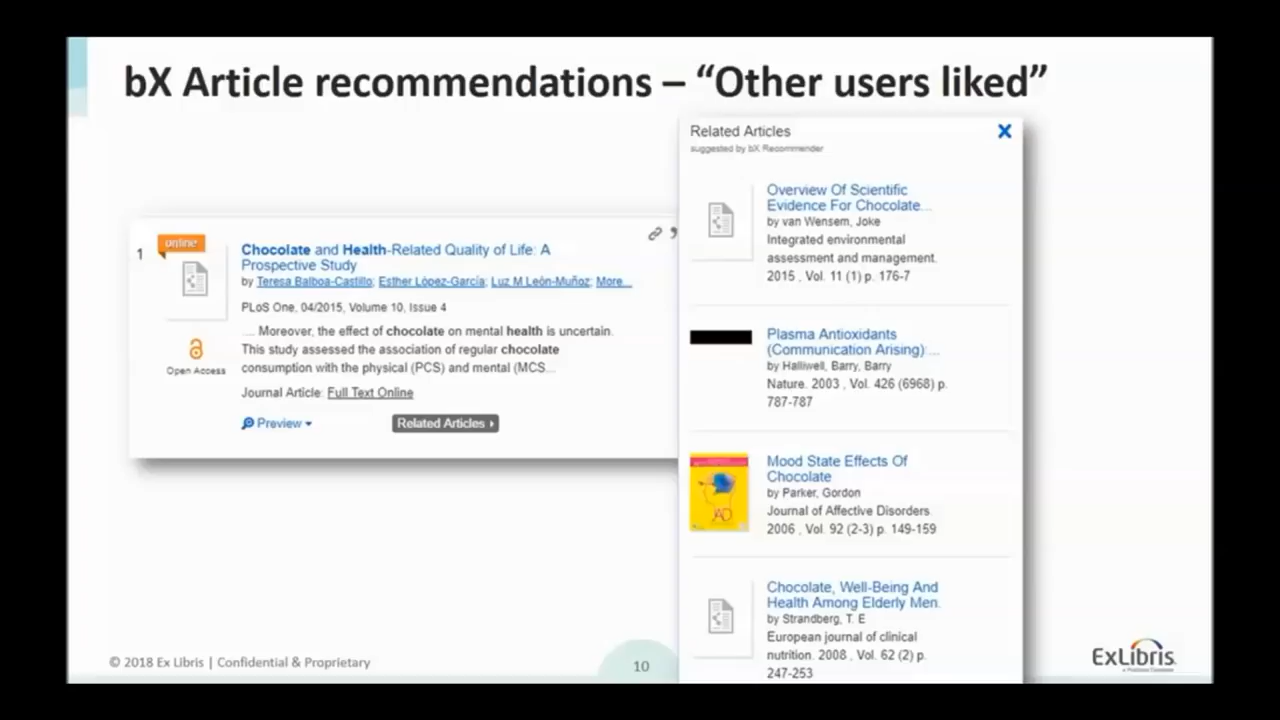 bX Article recommendations – “Other users liked”
1
online
Chocolate and Health-Related Quality of Life: A
Prospective Study
by Teresa Balboa-Castillo; Esther López-García; Luz M León-Muñoz; More...
PLoS One, 04/2015, Volume 10, Issue 4
.... Moreover, the effect of chocolate on mental health is uncertain.
This study assessed the association of regular chocolate
consumption with the physical (PCS) and mental (MCS...
Open Access
Journal Article: Full Text Online
Preview
Related Articles
Related Articles
suggested by bX Recommender
Overview Of Scientific
Evidence For Chocolate...
by van Wensem, Joke
Integrated environmental
assessment and management.
2015 , Vol. 11 (1) p. 176-7
Plasma Antioxidants
(Communication Arising):...
by Halliwell, Barry, Barry
Nature. 2003 , Vol. 426 (6968) p.
787-787
JAD
Mood State Effects Of
Chocolate
by Parker, Gordon
Journal of Affective Disorders
2006 , Vol. 92 (2-3) p. 149-159
Chocolate, Well-Being And
Health Among Elderly Men.
by Strandberg, T. E
European journal of clinical
nutrition. 2008 , Vol. 62 (2) p.
247-253
© 2018 Ex Libris | Confidential & Proprietary
10
ExLibris